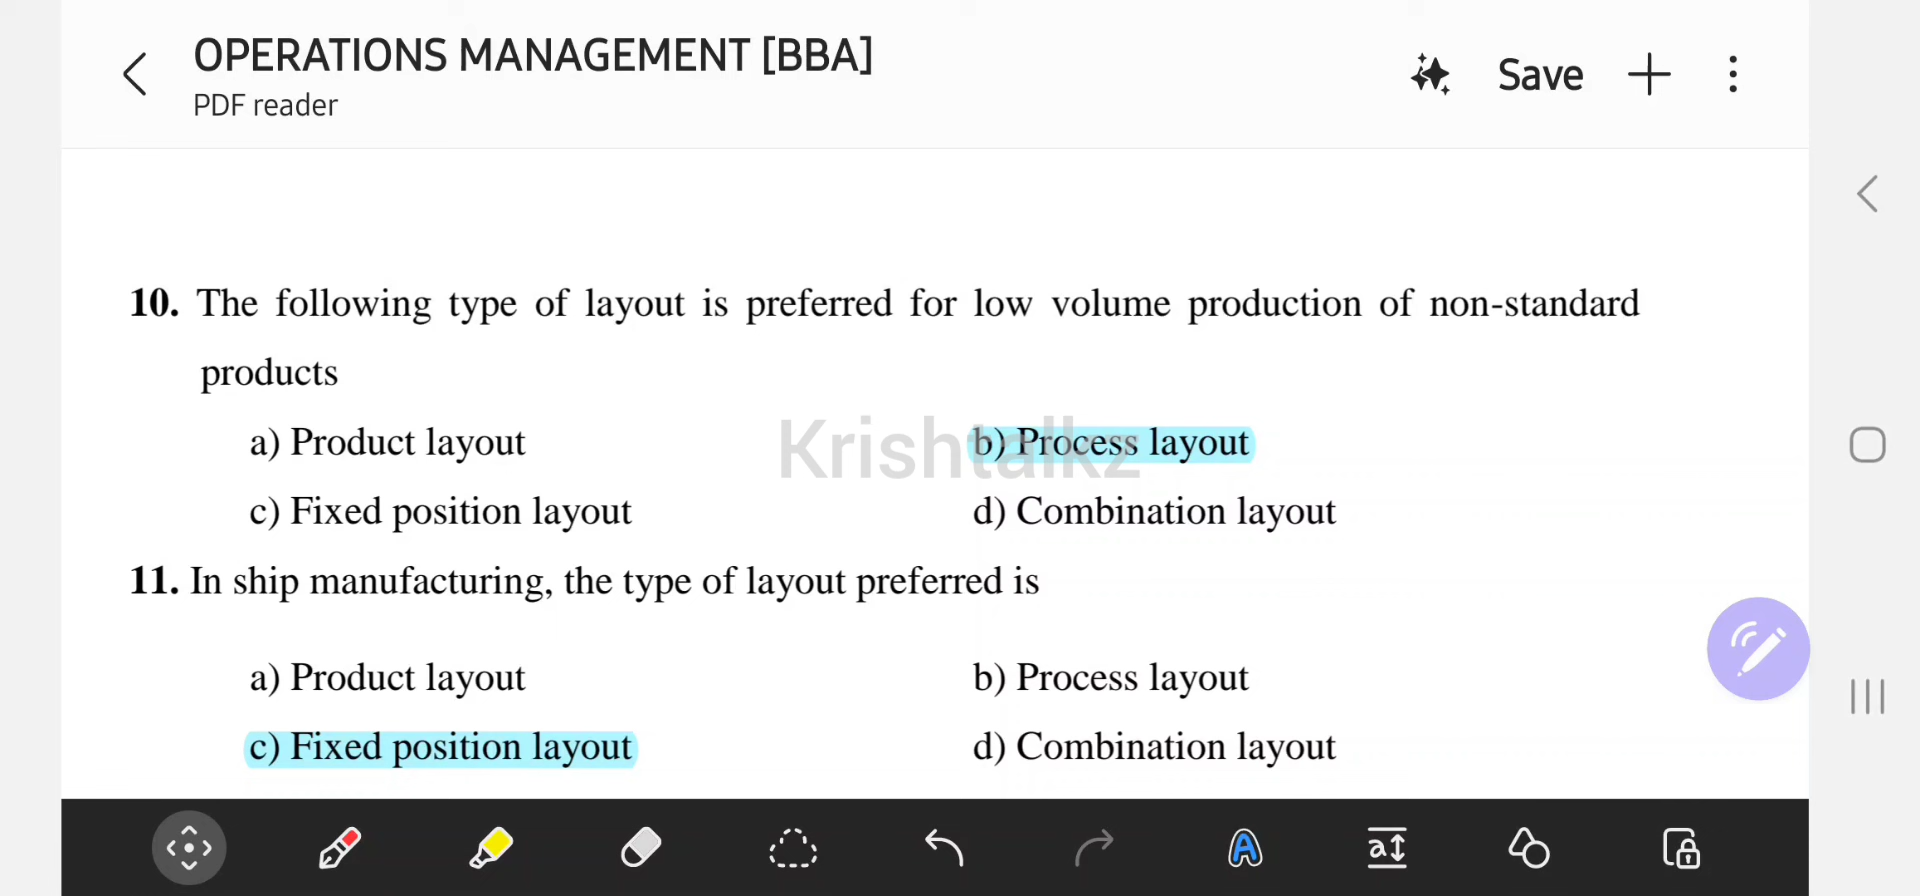 OPERATIONS MANAGEMENT [BBA]
PDF reader
Save
10. The following type of layout is preferred for low volume production of non-standard
products
a) Product layout b) Process layout
Krishtalkz
c) Fixed position layout d) Combination layout
11. In ship manufacturing, the type of layout preferred is
a) Product layout b) Process layout
c) Fixed position layout d) Combination layout